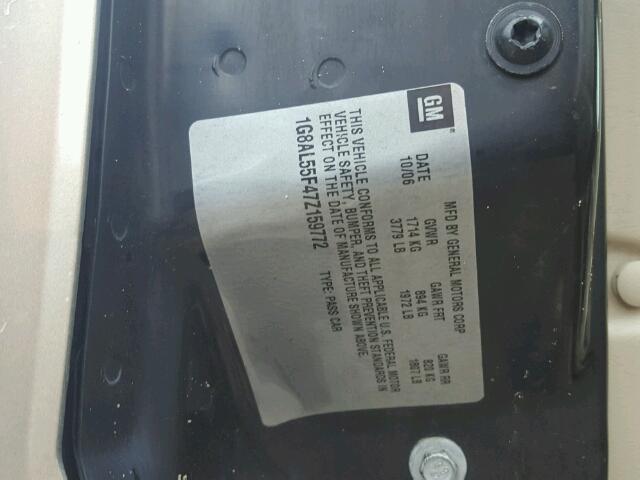 GM
MFD BY GENERAL MOTORS CORP
DATE GVWR GAWR FRT GAWR RR
10/06 1714 KG 894 KG 820 KG
3779 LB 1972 LB 1807 LB
THIS VEHICLE CONFORMS TO ALL APPLICABLE U.S. FEDERAL MOTOR
VEHICLE SAFETY, BUMPER, AND THEFT PREVENTION STANDARDS IN
EFFECT ON THE DATE OF MANUFACTURE SHOWN ABOVE.
1G8AL55F47Z159772 TYPE: PASS CAR